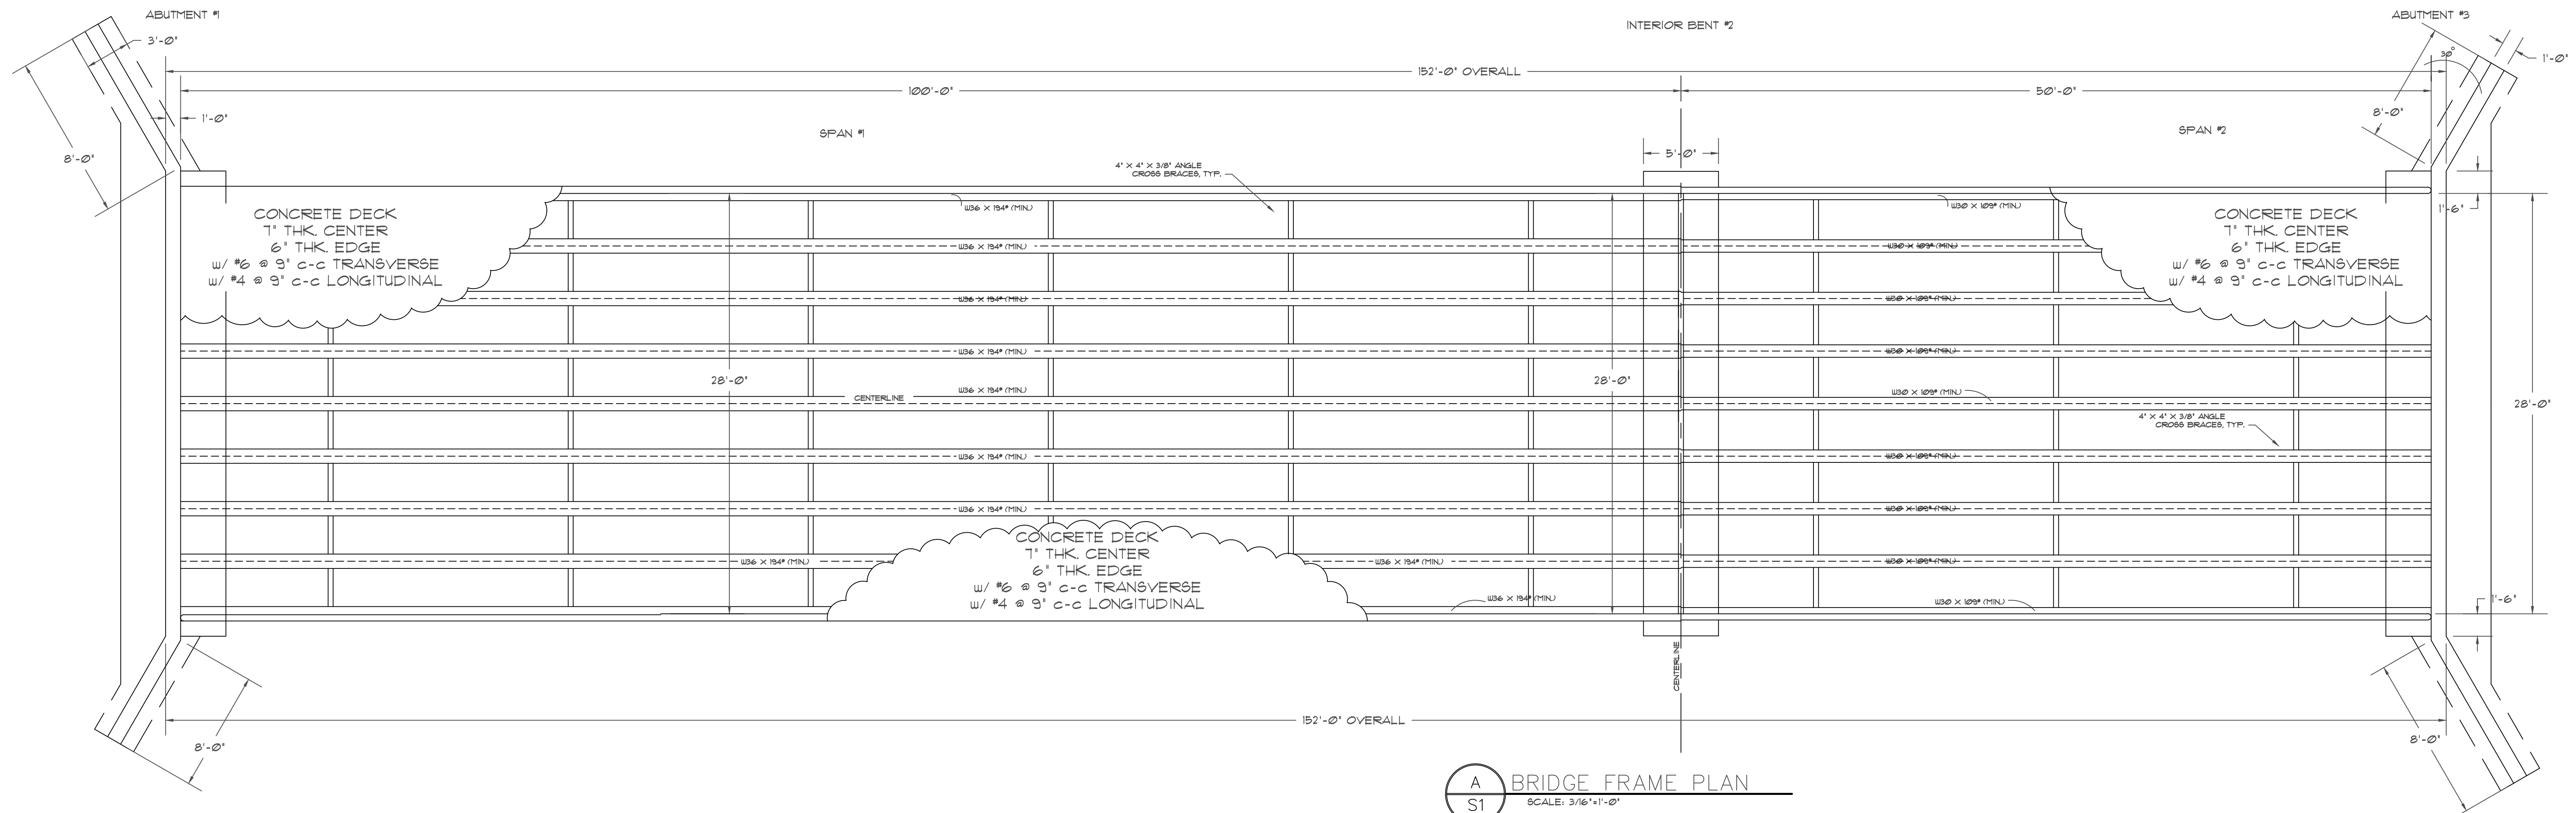 ABUTMENT #1
INTERIOR BENT #2
ABUTMENT #3
3'-0"
30°
1'-0"
152'-0" OVERALL
100'-0"
50'-0"
1'-0"
8'-0"
SPAN #1
SPAN #2
8'-0"
5'-0"
4" X 4" X 3/8" ANGLE
CROSS BRACES, TYP.
W36 X 194# (MIN.)
W30 X 109# (MIN.)
1'-6"
CONCRETE DECK
7" THK. CENTER
6" THK. EDGE
w/ #6 @ 9" c-c TRANSVERSE
w/ #4 @ 9" c-c LONGITUDINAL
CONCRETE DECK
7" THK. CENTER
6" THK. EDGE
w/ #6 @ 9" c-c TRANSVERSE
w/ #4 @ 9" c-c LONGITUDINAL
W36 X 194# (MIN.)
W30 X 109# (MIN.)
W36 X 194# (MIN.)
W30 X 109# (MIN.)
W36 X 194# (MIN.)
W30 X 109# (MIN.)
28'-0"
28'-0"
W36 X 194# (MIN.)
W30 X 109# (MIN.)
CENTERLINE
28'-0"
4" X 4" X 3/8" ANGLE
CROSS BRACES, TYP.
W36 X 194# (MIN.)
W30 X 109# (MIN.)
W36 X 194# (MIN.)
W30 X 109# (MIN.)
CONCRETE DECK
7" THK. CENTER
6" THK. EDGE
w/ #6 @ 9" c-c TRANSVERSE
w/ #4 @ 9" c-c LONGITUDINAL
W36 X 194# (MIN.)
W36 X 194# (MIN.)
W30 X 109# (MIN.)
W36 X 194# (MIN.)
W30 X 109# (MIN.)
1'-6"
CENTERLINE
152'-0" OVERALL
8'-0"
8'-0"
A
S1
BRIDGE FRAME PLAN
SCALE: 3/16"=1'-0"